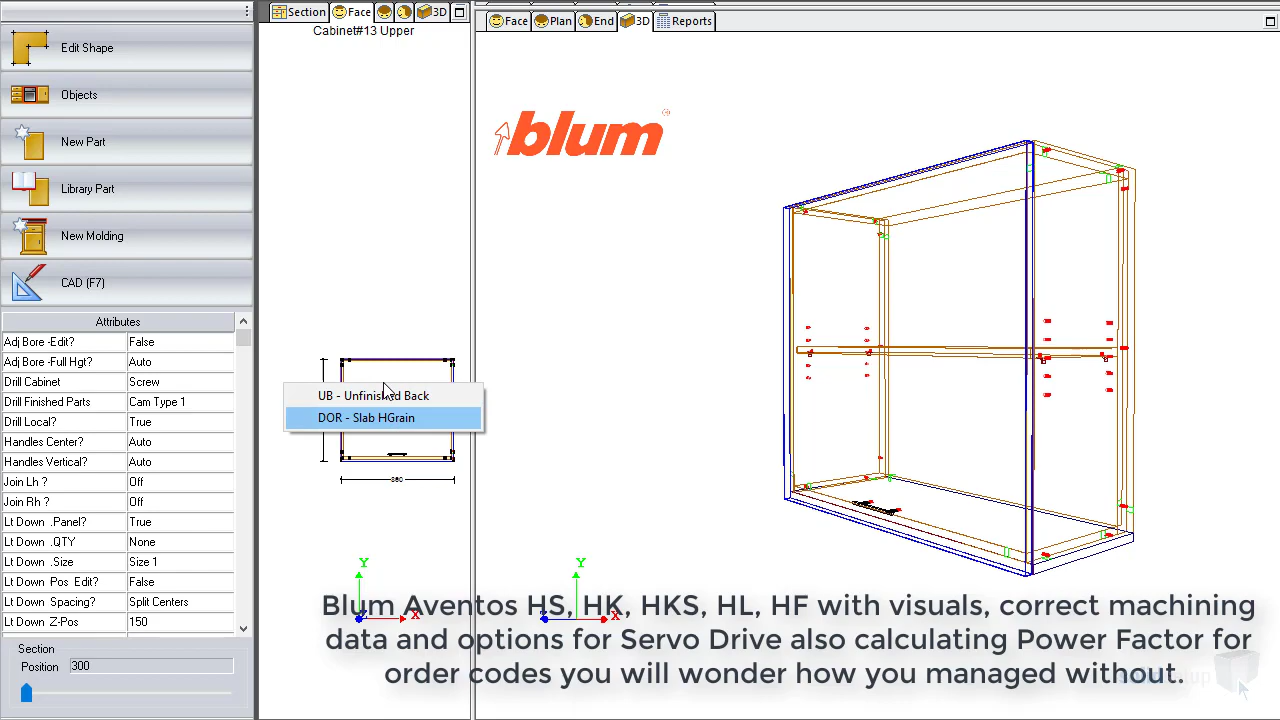 Section
Face
3D
Cabinet#13 Upper
Face
Plan
End
3D
Reports
Edit Shape
Objects
New Part
Library Part
New Molding
CAD (F7)
Attributes
Adj Bore -Edit? False
Adj Bore -Full Hgt? Auto
Drill Cabinet Screw
Drill Finished Parts Cam Type 1
Drill Local? True
Handles Center? Auto
Handles Vertical? Auto
Join Lh ? Off
Join Rh ? Off
Lt Down .Panel? True
Lt Down .QTY None
Lt Down .Size Size 1
Lt Down Pos Edit? False
Lt Down Spacing? Split Centers
Lt Down Z-Pos 150
Section
Position 300
blum
UB - Unfinished Back
DOR - Slab HGrain
Y
X
Y
X
Blum Aventos HS, HK, HKS, HL, HF with visuals, correct machining
data and options for Servo Drive also calculating Power Factor for
order codes you will wonder how you managed without.